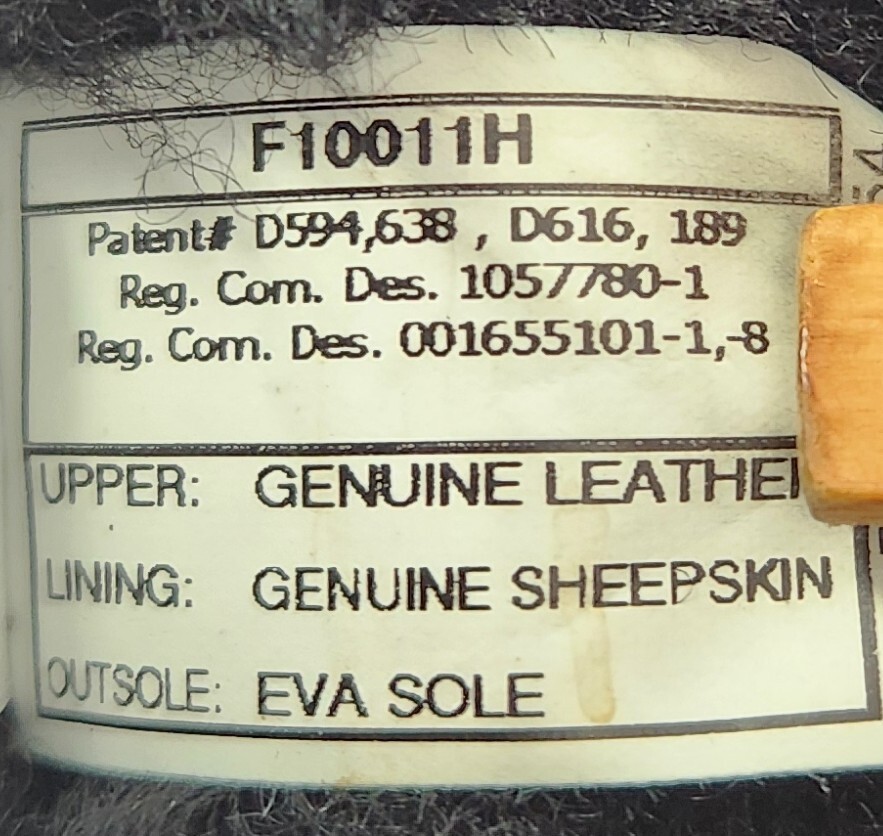 F10011H
Patent# D594,638 , D616, 189
Reg. Com. Des. 1057780-1
Reg. Com. Des. 001655101-1,-8
UPPER: GENUINE LEATHER
LINING: GENUINE SHEEPSKIN
OUTSOLE: EVA SOLE